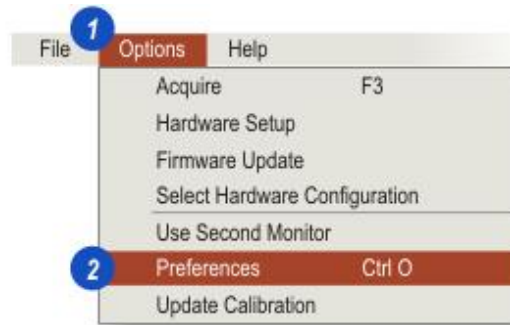 1
File Options Help
Acquire F3
Hardware Setup
Firmware Update
Select Hardware Configuration
Use Second Monitor
2 Preferences Ctrl O
Update Calibration